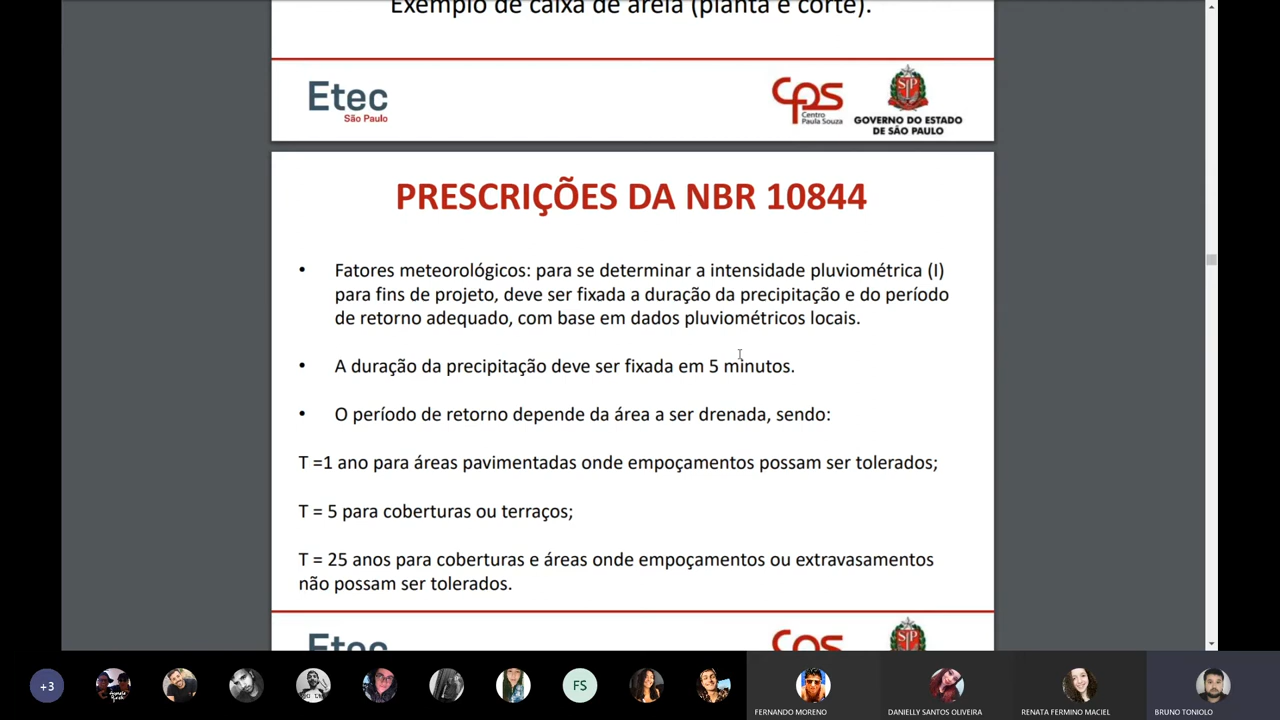 Exemplo de caixa de areia (planta e corte).
Etec
São Paulo
cps
Centro
Paula Souza
GOVERNO DO ESTADO
DE SÃO PAULO
PRESCRIÇÕES DA NBR 10844
• Fatores meteorológicos: para se determinar a intensidade pluviométrica (I)
para fins de projeto, deve ser fixada a duração da precipitação e do período
de retorno adequado, com base em dados pluviométricos locais.
• A duração da precipitação deve ser fixada em 5 minutos.
• O período de retorno depende da área a ser drenada, sendo:
T =1 ano para áreas pavimentadas onde empoçamentos possam ser tolerados;
T = 5 para coberturas ou terraços;
T = 25 anos para coberturas e áreas onde empoçamentos ou extravasamentos
não possam ser tolerados.
Etec
cps
+3
FS
FERNANDO MORENO
DANIELLY SANTOS OLIVEIRA
RENATA FERMINO MACIEL
BRUNO TONIOLO